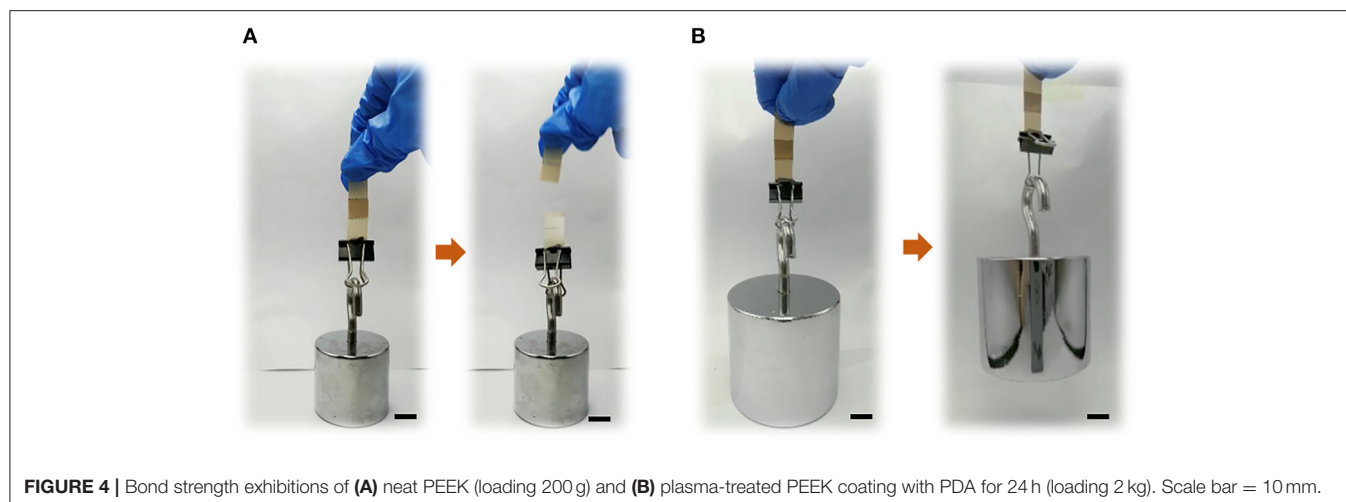 A
B
FIGURE 4 | Bond strength exhibitions of (A) neat PEEK (loading 200 g) and (B) plasma-treated PEEK coating with PDA for 24 h (loading 2 kg). Scale bar = 10 mm.